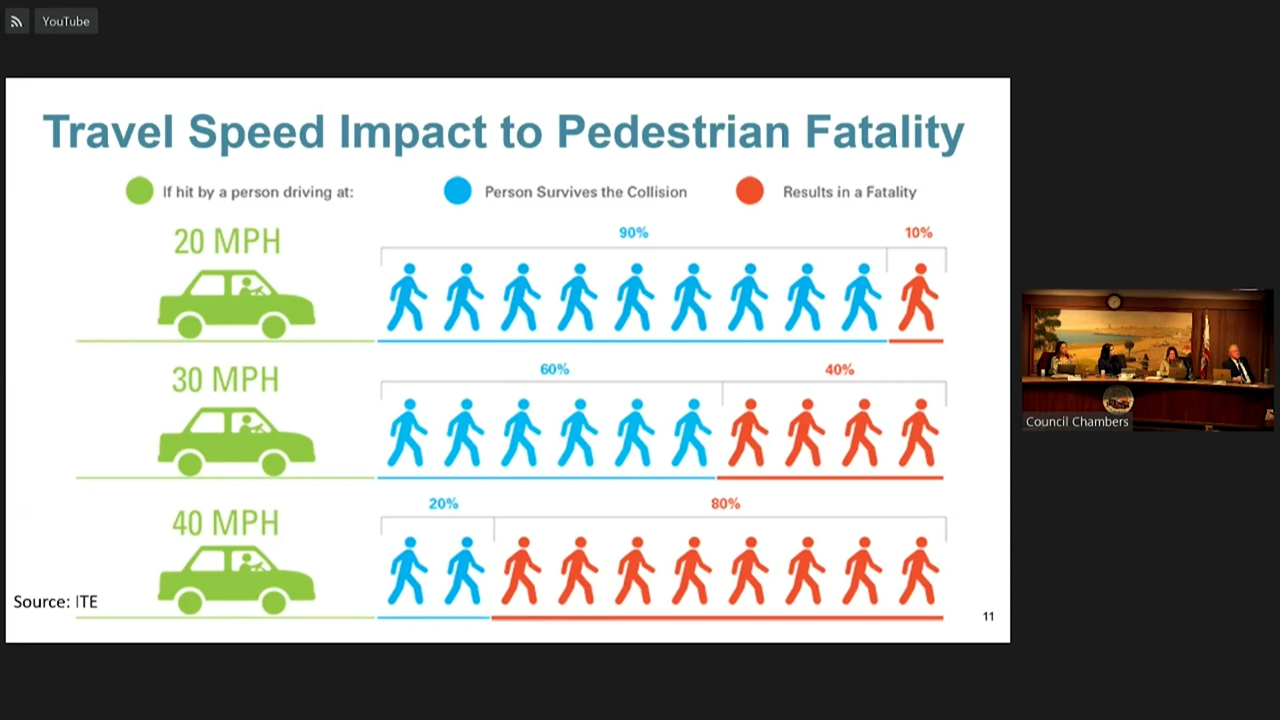 YouTube
Travel Speed Impact to Pedestrian Fatality
If hit by a person driving at:
Person Survives the Collision
Results in a Fatality
20 MPH
90%
10%
30 MPH
60%
40%
40 MPH
20%
80%
Source: ITE
11
Council Chambers